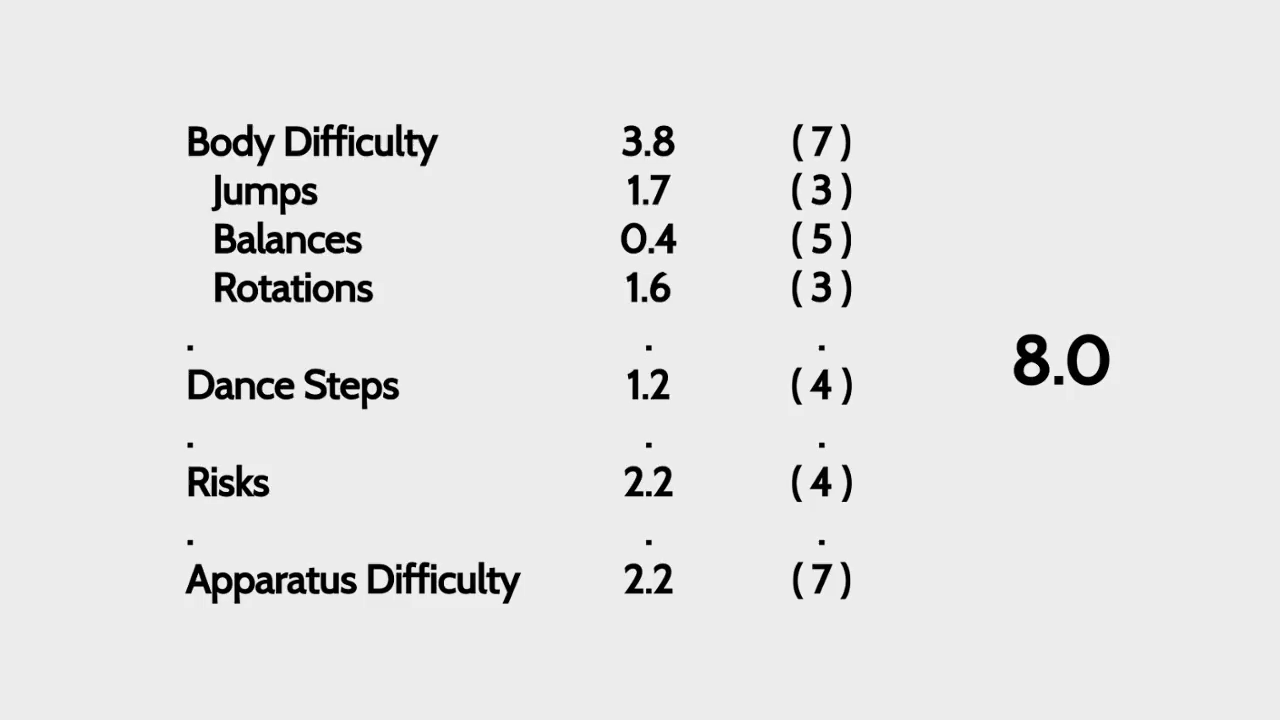 Body Difficulty 3.8 ( 7 )
Jumps 1.7 ( 3 )
Balances 0.4 ( 5 )
Rotations 1.6 ( 3 )
. . .
8.0
Dance Steps 1.2 ( 4 )
. . .
Risks 2.2 ( 4 )
. . .
Apparatus Difficulty 2.2 ( 7 )